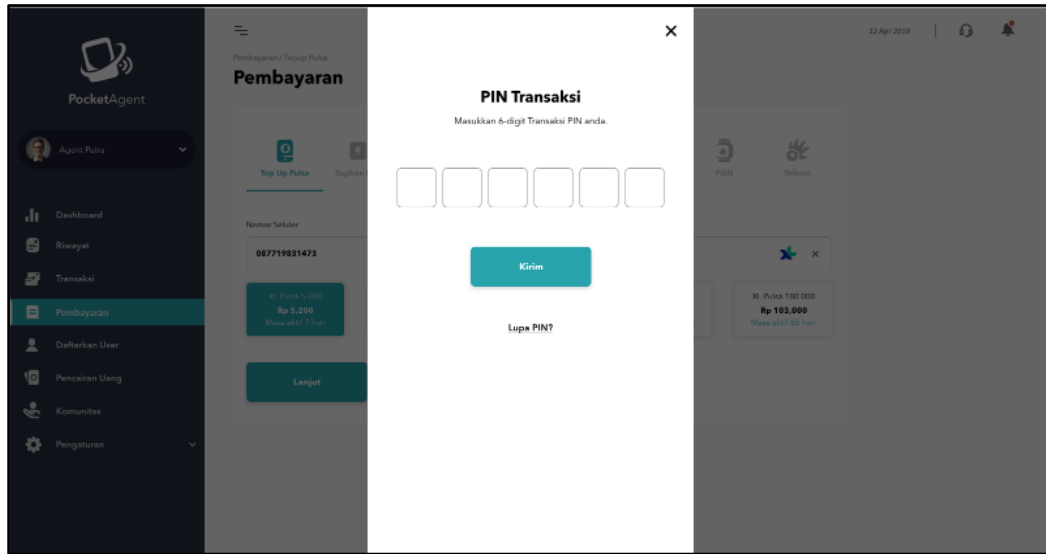 PocketAgent
Agent Putra
Dashboard
Riwayat
Transaksi
Pembayaran
Daftarkan User
Pencairan Uang
Komunitas
Pengaturan
12 Apr 2019
Pembayaran / Topup Pulsa
Pembayaran
Top Up Pulsa
Tagihan
PGN
Telkom
Nomor Seluler
087719831473
XL Pulsa 5.000
Rp 5,200
Masa aktif 7 hari
XL Pulsa 100.000
Rp 103,000
Masa aktif 60 hari
Lanjut
PIN Transaksi
Masukkan 6-digit Transaksi PIN anda.
Kirim
Lupa PIN?